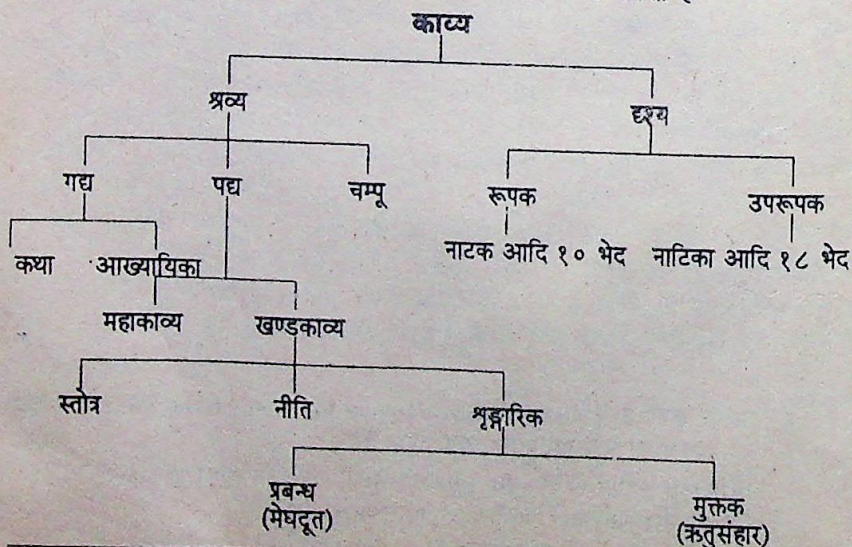 काव्य
श्रव्य दृश्य
गद्य पद्य चम्पू रूपक उपरूपक
कथा आख्यायिका नाटक आदि १० भेद नाटिका आदि १८ भेद
महाकाव्य खण्डकाव्य
स्तोत्र नीति शृङ्गारिक
प्रबन्ध मुक्तक
(मेघदूत) (ऋतुसंहार)